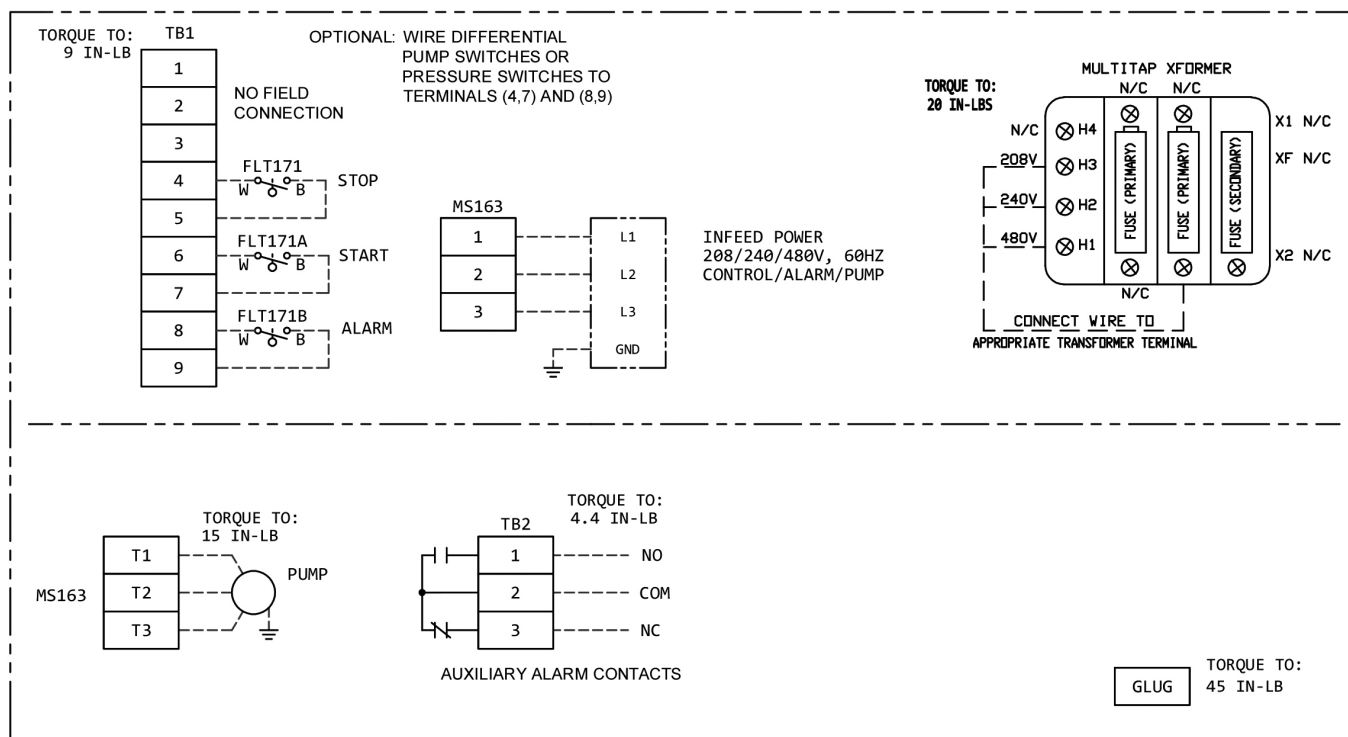 TORQUE TO:
9 IN-LB
TB1
1
2
3
4
5
6
7
8
9
NO FIELD
CONNECTION
FLT171
W B
STOP
FLT171A
W B
START
FLT171B
W B
ALARM
OPTIONAL: WIRE DIFFERENTIAL
PUMP SWITCHES OR
PRESSURE SWITCHES TO
TERMINALS (4,7) AND (8,9)
MS163
1
2
3
L1
L2
L3
GND
INFEED POWER
208/240/480V, 60HZ
CONTROL/ALARM/PUMP
MULTITAP XFORMER
TORQUE TO:
20 IN-LBS
N/C N/C
N/C H4
208V H3
240V H2
480V H1
FUSE (PRIMARY)
FUSE (PRIMARY)
FUSE (SECONDARY)
X1 N/C
XF N/C
X2 N/C
N/C
CONNECT WIRE TO
APPROPRIATE TRANSFORMER TERMINAL
MS163
T1
T2
T3
TORQUE TO:
15 IN-LB
PUMP
TB2
TORQUE TO:
4.4 IN-LB
1 NO
2 COM
3 NC
AUXILIARY ALARM CONTACTS
GLUG
TORQUE TO:
45 IN-LB